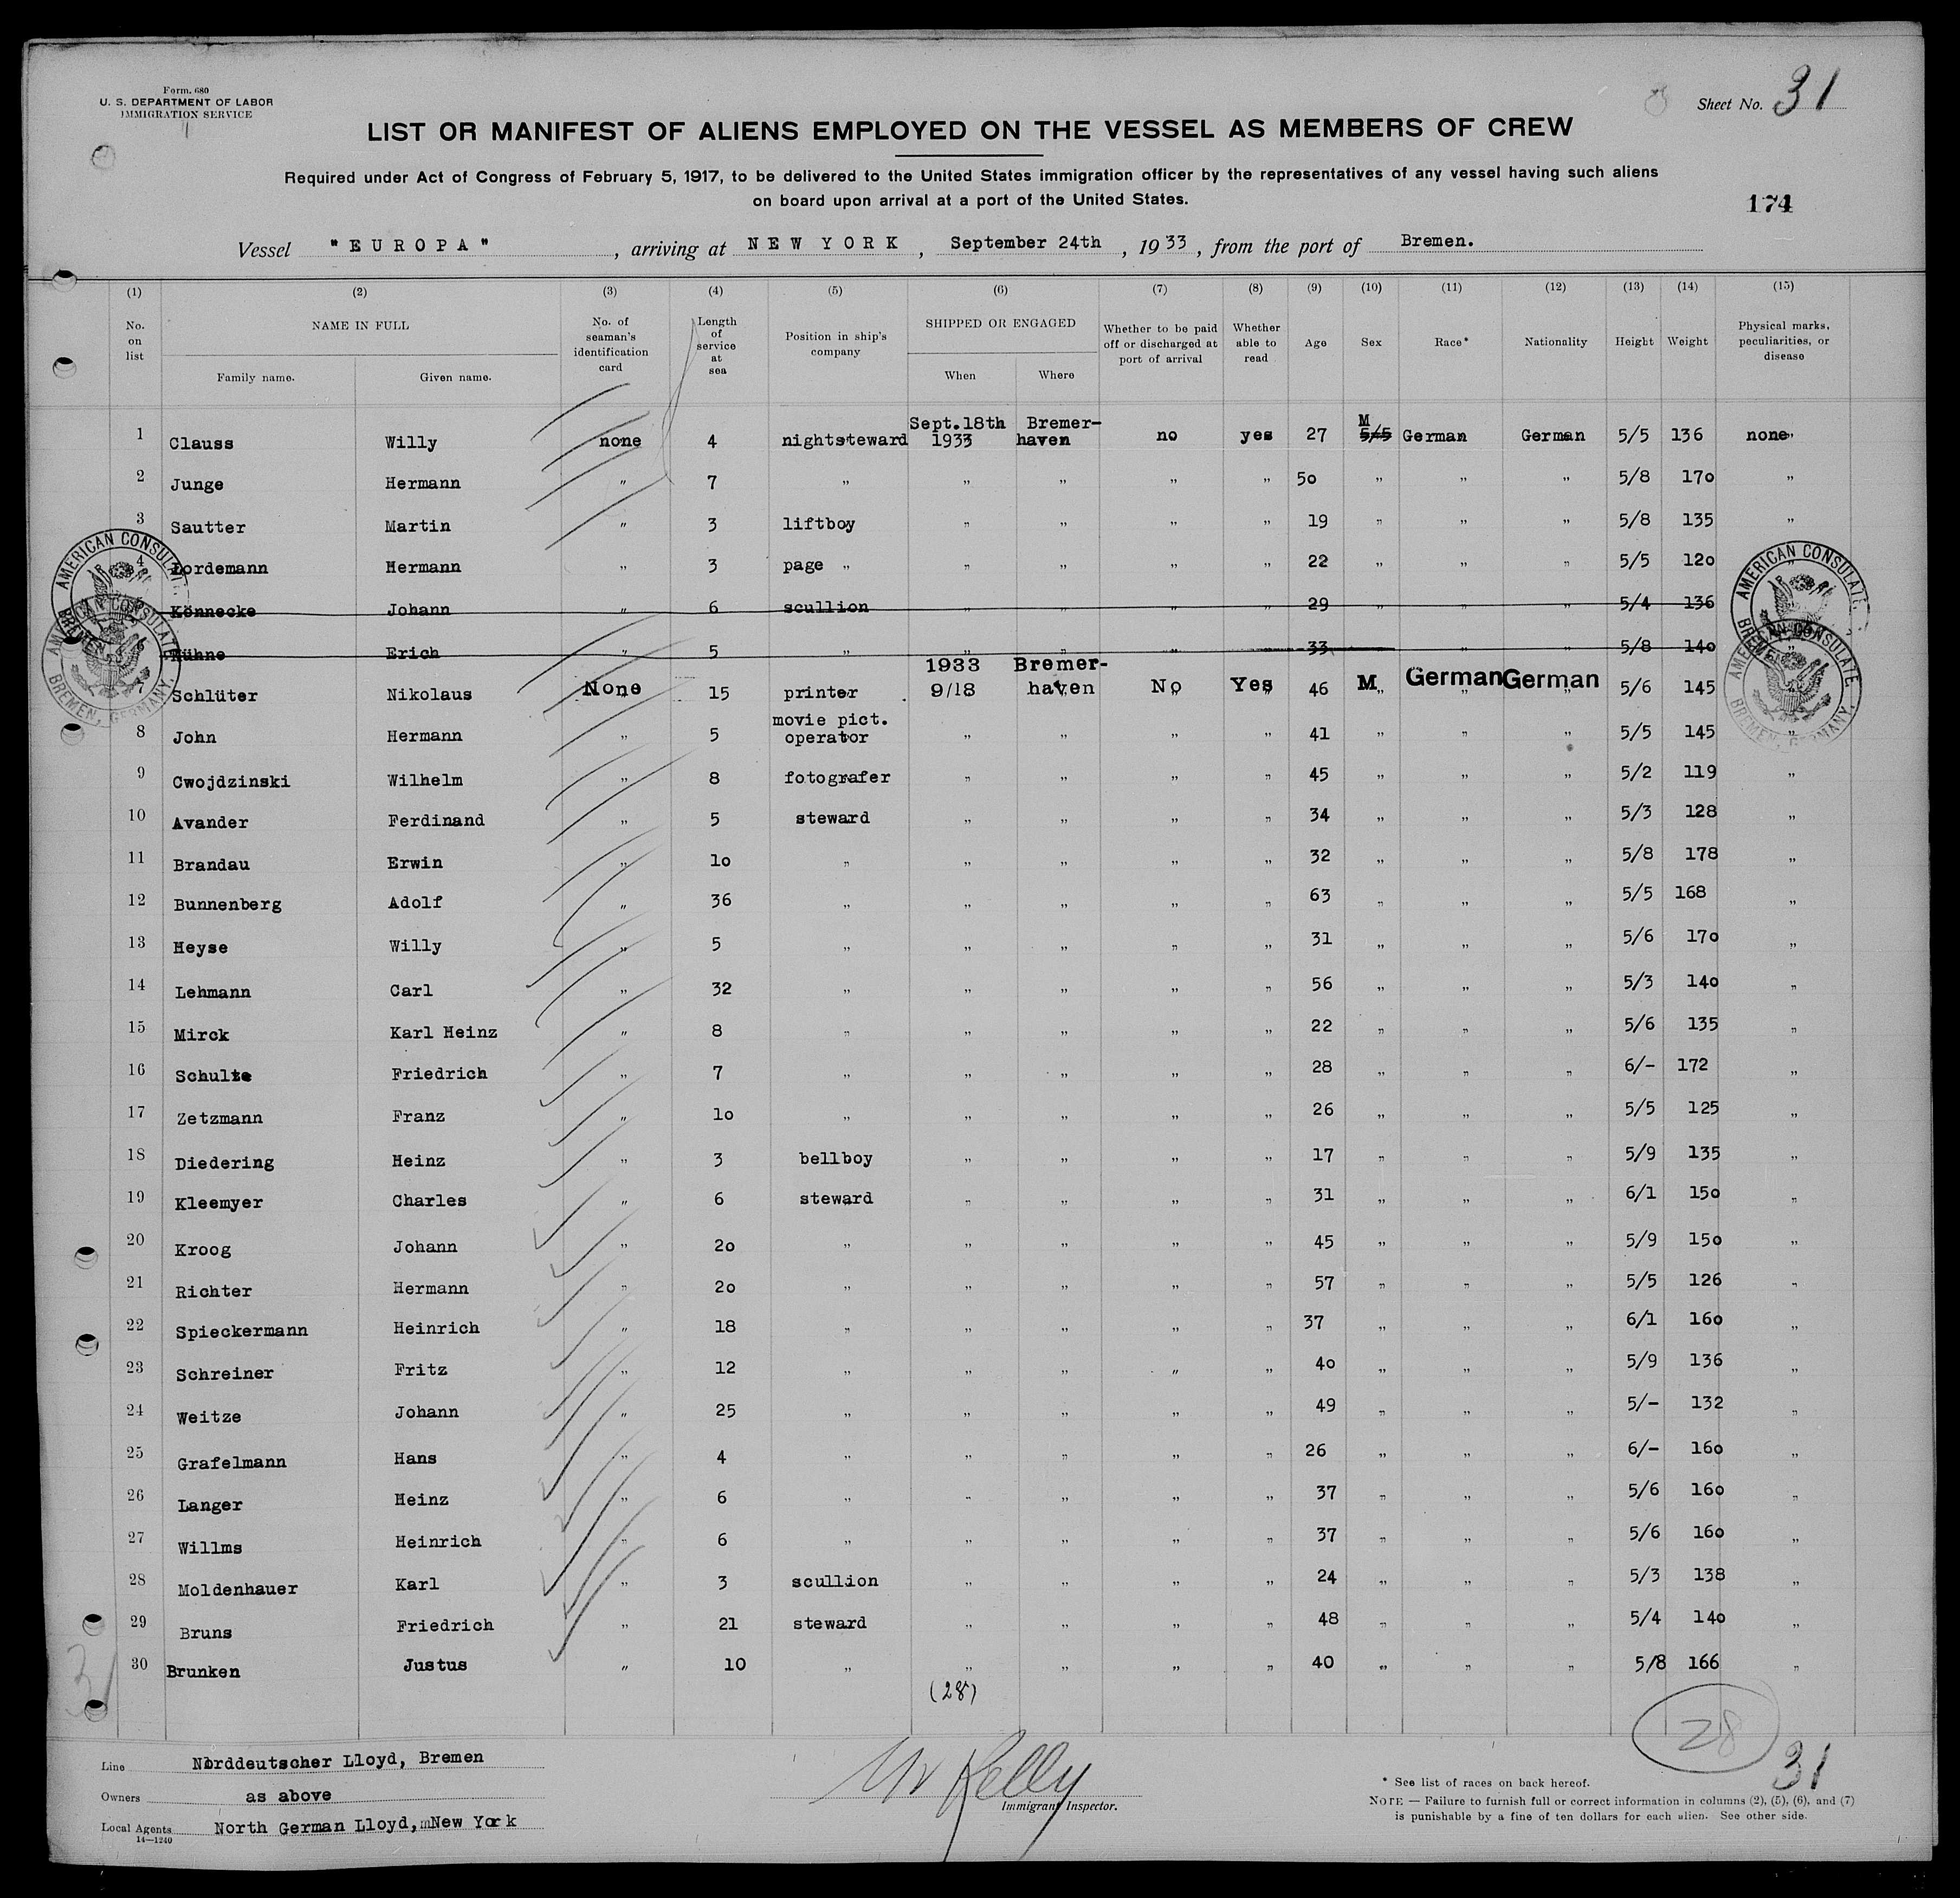 Form. 680
U. S. DEPARTMENT OF LABOR
IMMIGRATION SERVICE
Sheet No. 31
LIST OR MANIFEST OF ALIENS EMPLOYED ON THE VESSEL AS MEMBERS OF CREW
Required under Act of Congress of February 5, 1917, to be delivered to the United States immigration officer by the representatives of any vessel having such aliens
on board upon arrival at a port of the United States.
174
Vessel "EUROPA", arriving at NEW YORK, September 24th, 1933, from the port of Bremen.
(1) (2) (3) (4) (5) (6) (7) (8) (9) (10) (11) (12) (13) (14) (15)
No. on list NAME IN FULL Family name. Given name. No. of seaman's identification card Length of service at sea Position in ship's company SHIPPED OR ENGAGED When Where Whether to be paid off or discharged at port of arrival Whether able to read Age Sex Race* Nationality Height Weight Physical marks, peculiarities, or disease
1 Clauss Willy none 4 nightsteward Sept.18th 1933 Bremer-haven no yes 27 M 5/5 German German 5/5 136 none"
2 Junge Hermann " 7 " " " " " 50 " " " 5/8 170 "
3 Sautter Martin " 3 liftboy " " " " 19 " " " 5/8 135 "
4 Hermann " 3 page " " " " " 22 " " " 5/5 120 "
Könnecke Johann " 6 scullion " " " " 29 " " " 5/4 136
6 Kühne Erich " 5 " " " " " 33 " " " 5/8 140 "
7 Schlüter Nikolaus None 15 printer 1933 9/18 Bremer-haven No Yes 46 M German German 5/6 145
8 John Hermann " 5 movie pict. operator " " " " 41 " " " 5/5 145 "
9 Cwojdzinski Wilhelm " 8 fotografer " " " " 45 " " " 5/2 119 "
10 Avander Ferdinand " 5 steward " " " " 34 " " " 5/3 128 "
11 Brandau Erwin " 10 " " " " " 32 " " " 5/8 178 "
12 Bunnenberg Adolf " 36 " " " " " 63 " " " 5/5 168 "
13 Heyse Willy " 5 " " " " " 31 " " " 5/6 170 "
14 Lehmann Carl " 32 " " " " " 56 " " " 5/3 140 "
15 Mirck Karl Heinz " 8 " " " " " 22 " " " 5/6 135 "
16 Schulte Friedrich " 7 " " " " " 28 " " " 6/- 172 "
17 Zetzmann Franz " 10 " " " " " 26 " " " 5/5 125 "
18 Diedering Heinz " 3 bellboy " " " " 17 " " " 5/9 135 "
19 Kleemyer Charles " 6 steward " " " " 31 " " " 6/1 150 "
20 Kroog Johann " 20 " " " " " 45 " " " 5/9 150 "
21 Richter Hermann " 20 " " " " " 57 " " " 5/5 126 "
22 Spieckermann Heinrich " 18 " " " " " 37 " " " 6/1 160 "
23 Schreiner Fritz " 12 " " " " " 40 " " " 5/9 136 "
24 Weitze Johann " 25 " " " " " 49 " " " 5/- 132 "
25 Grafelmann Hans " 4 " " " " " 26 " " " 6/- 160 "
26 Langer Heinz " 6 " " " " " 37 " " " 5/6 160 "
27 Willms Heinrich " 6 " " " " " 37 " " " 5/6 160 "
28 Moldenhauer Karl " 3 scullion " " " " 24 " " " 5/3 138 "
29 Bruns Friedrich " 21 steward " " " " 48 " " " 5/4 140 "
30 Brunken Justus " 10 " " " " " 40 " " " 5/8 166 "
(28)
AMERICAN CONSULATE
BREMEN, GERMANY.
AMERICAN CONSULATE.
BREMEN, GERMANY.
31
28
31
Line Norddeutscher Lloyd, Bremen
Owners as above
Local Agents North German Lloyd, New York
14—1240
Kelly
Immigrant Inspector.
* See list of races on back hereof.
NOTE — Failure to furnish full or correct information in columns (2), (5), (6), and (7)
is punishable by a fine of ten dollars for each alien. See other side.